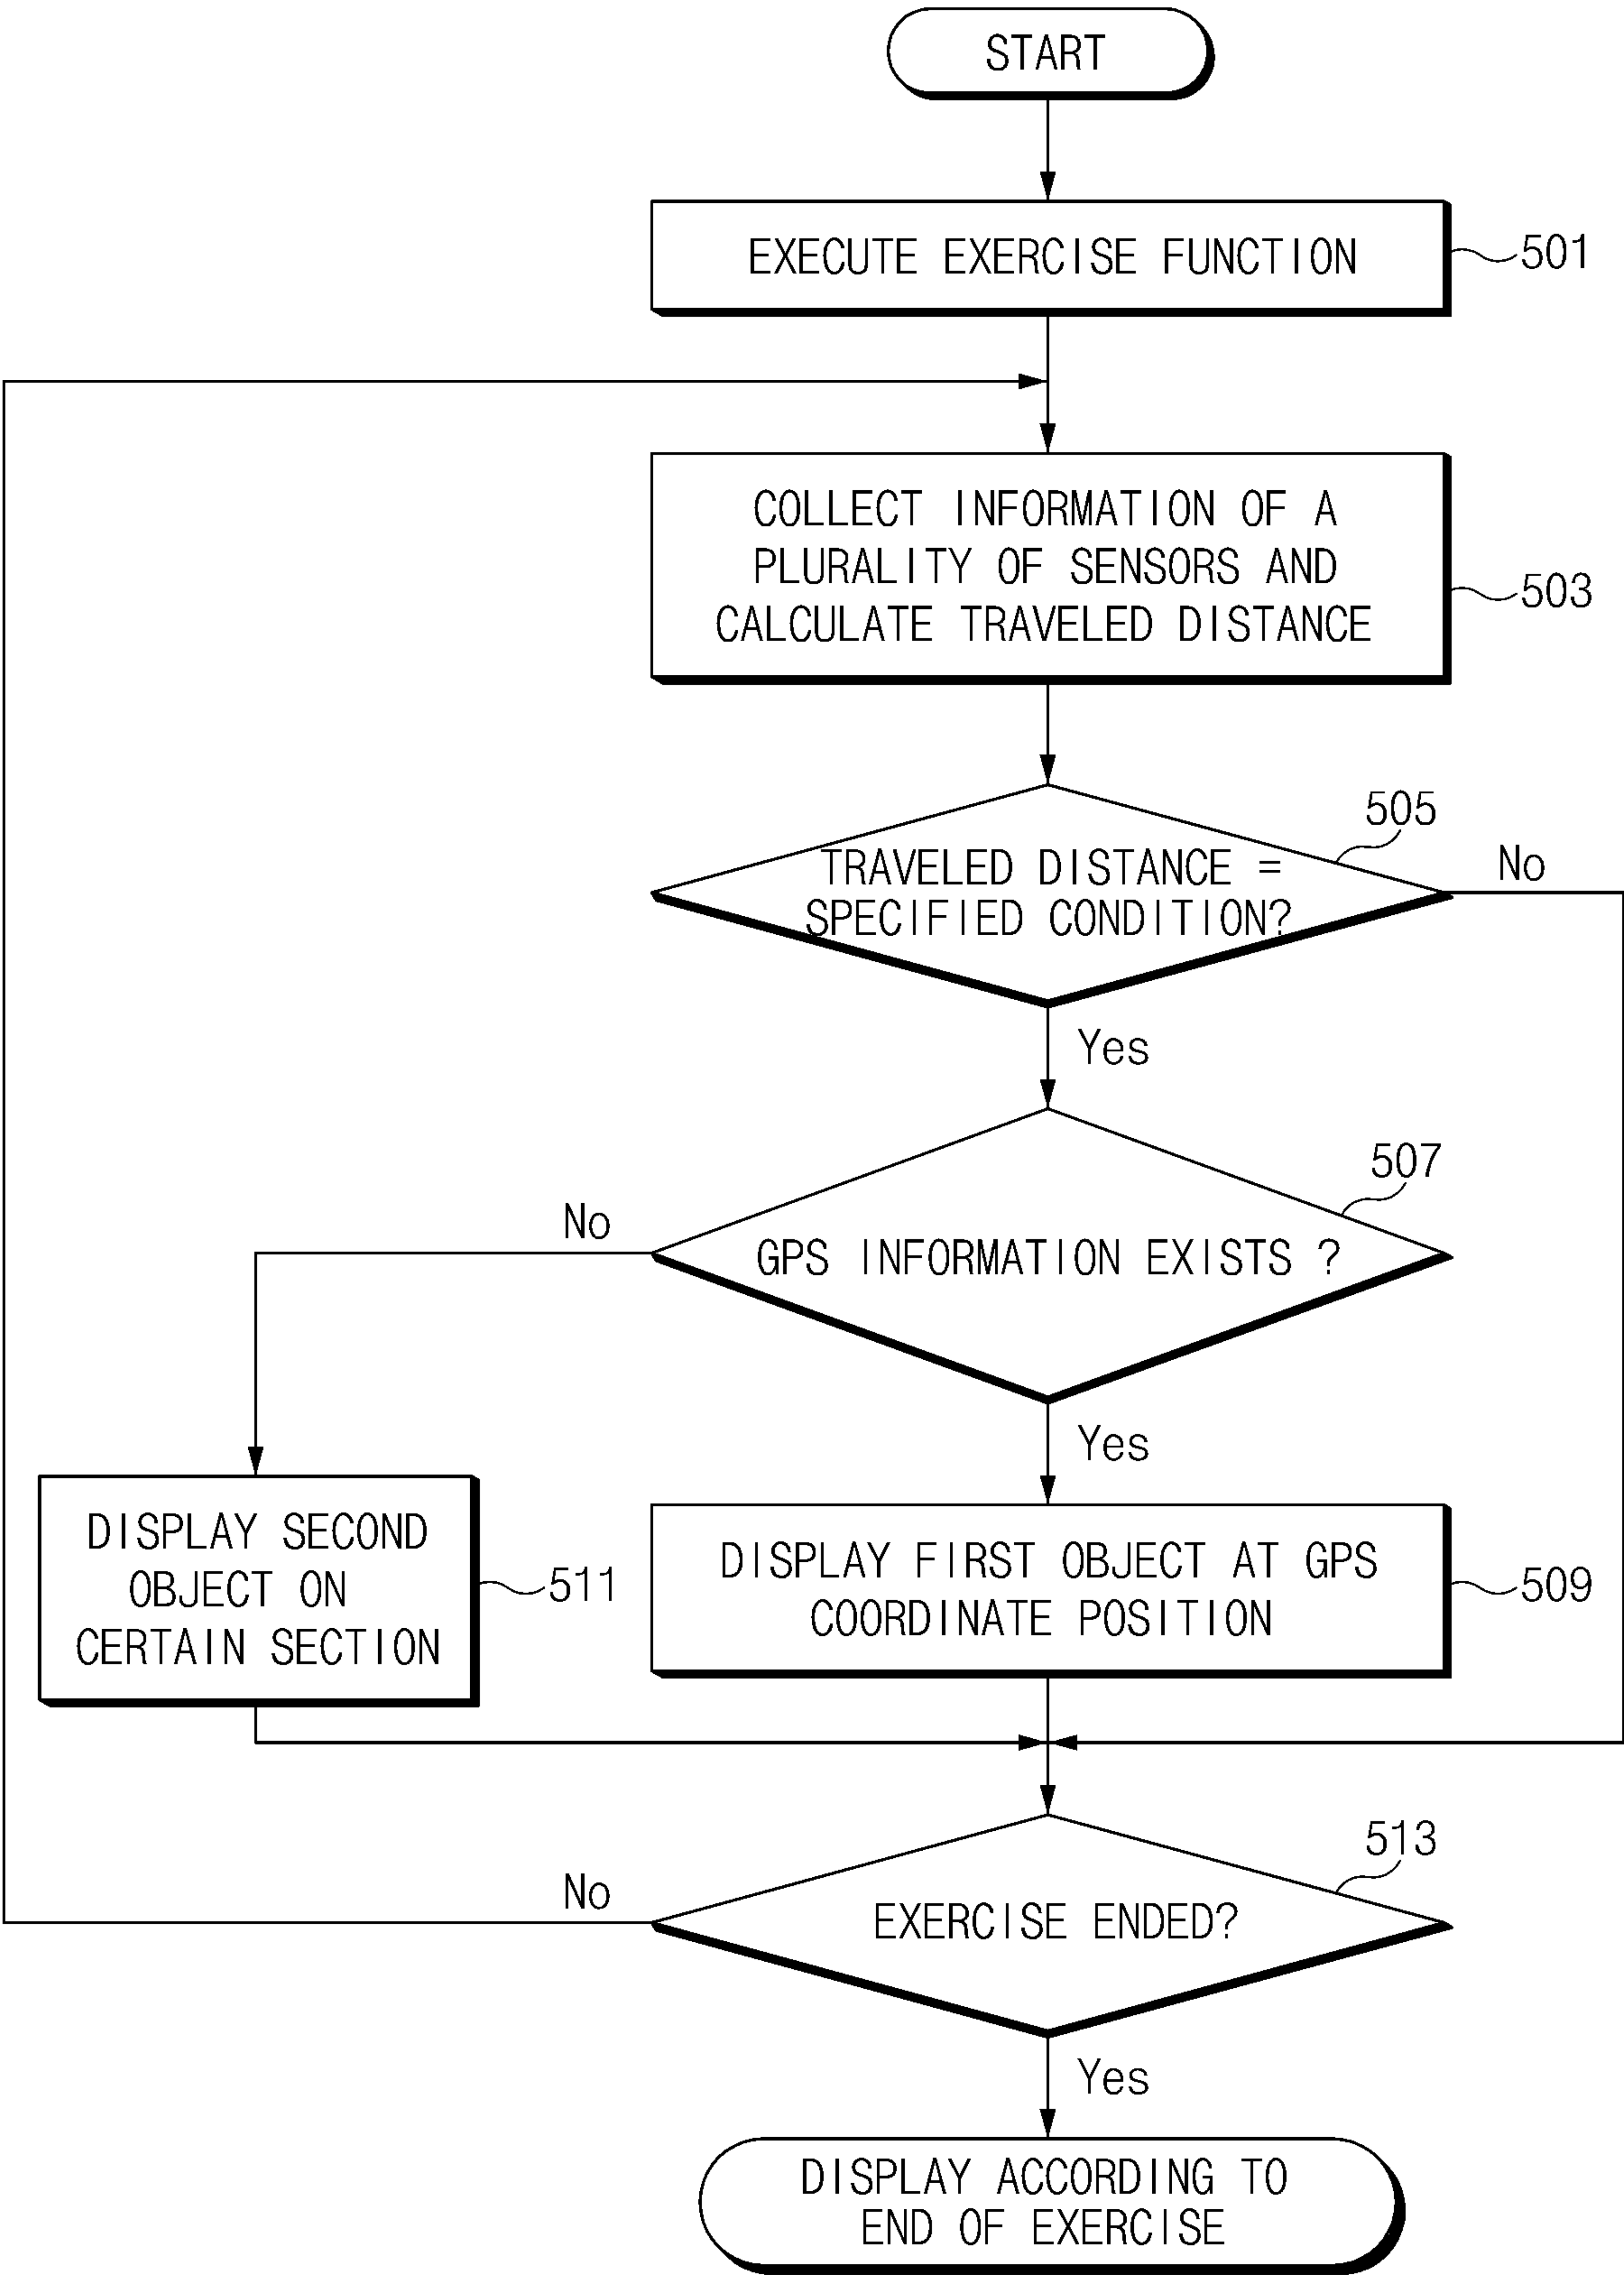 START
EXECUTE EXERCISE FUNCTION
501
COLLECT INFORMATION OF A
PLURALITY OF SENSORS AND
CALCULATE TRAVELED DISTANCE
503
505
TRAVELED DISTANCE =
SPECIFIED CONDITION?
No
Yes
507
No
GPS INFORMATION EXISTS ?
Yes
DISPLAY SECOND
OBJECT ON
CERTAIN SECTION
511
DISPLAY FIRST OBJECT AT GPS
COORDINATE POSITION
509
513
No
EXERCISE ENDED?
Yes
DISPLAY ACCORDING TO
END OF EXERCISE